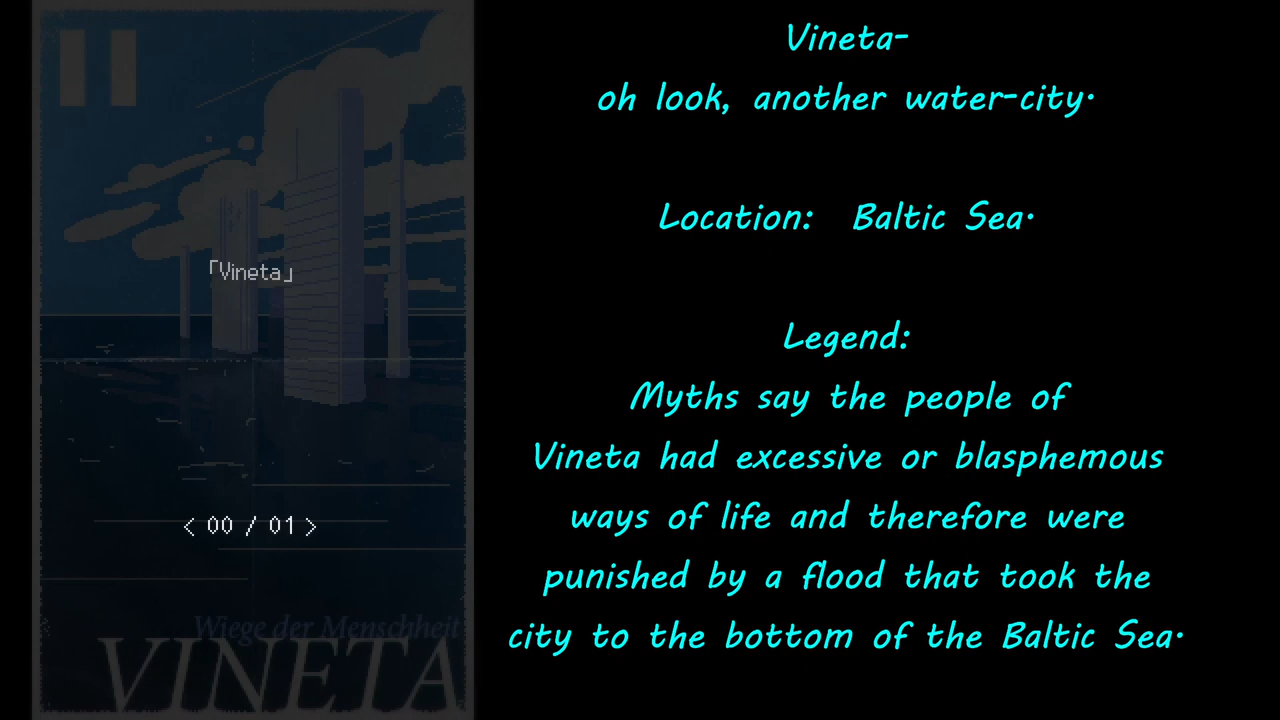 「Vineta」
< 00 / 01 >
Wiege der Menschheit
VINETA
Vineta-
oh look, another water-city.
Location: Baltic Sea.
Legend:
Myths say the people of
Vineta had excessive or blasphemous
ways of life and therefore were
punished by a flood that took the
city to the bottom of the Baltic Sea.